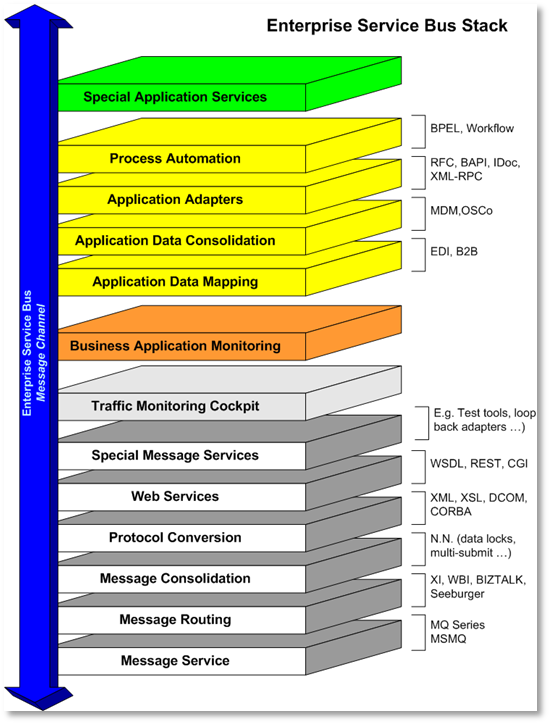 Enterprise Service Bus Stack
Enterprise Service Bus
Message Channel
Special Application Services
BPEL, Workflow
Process Automation
RFC, BAPI, IDoc,
XML-RPC
Application Adapters
MDM,OSCo
Application Data Consolidation
EDI, B2B
Application Data Mapping
Business Application Monitoring
Traffic Monitoring Cockpit
E.g. Test tools, loop
back adapters ...)
Special Message Services
WSDL, REST, CGI
Web Services
XML, XSL, DCOM,
CORBA
Protocol Conversion
N.N. (data locks,
multi-submit ...)
Message Consolidation
XI, WBI, BIZTALK,
Seeburger
Message Routing
MQ Series
MSMQ
Message Service